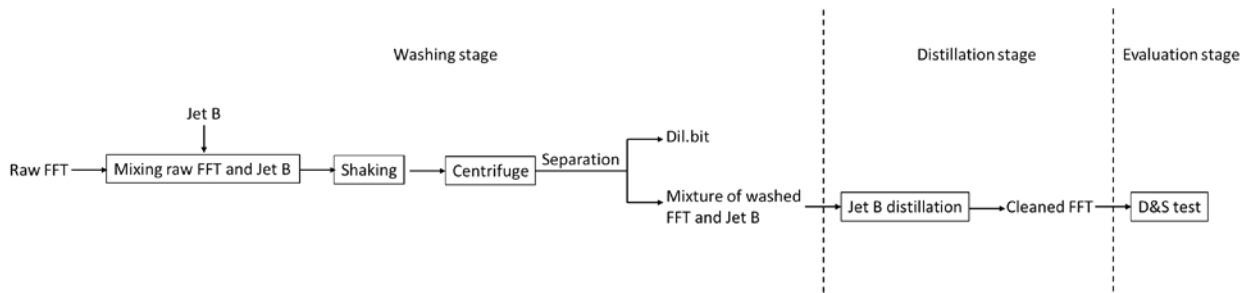 Washing stage
Distillation stage
Evaluation stage
Jet B
Raw FFT
Mixing raw FFT and Jet B
Shaking
Centrifuge
Separation
Dil.bit
Mixture of washed
FFT and Jet B
Jet B distillation
Cleaned FFT
D&S test